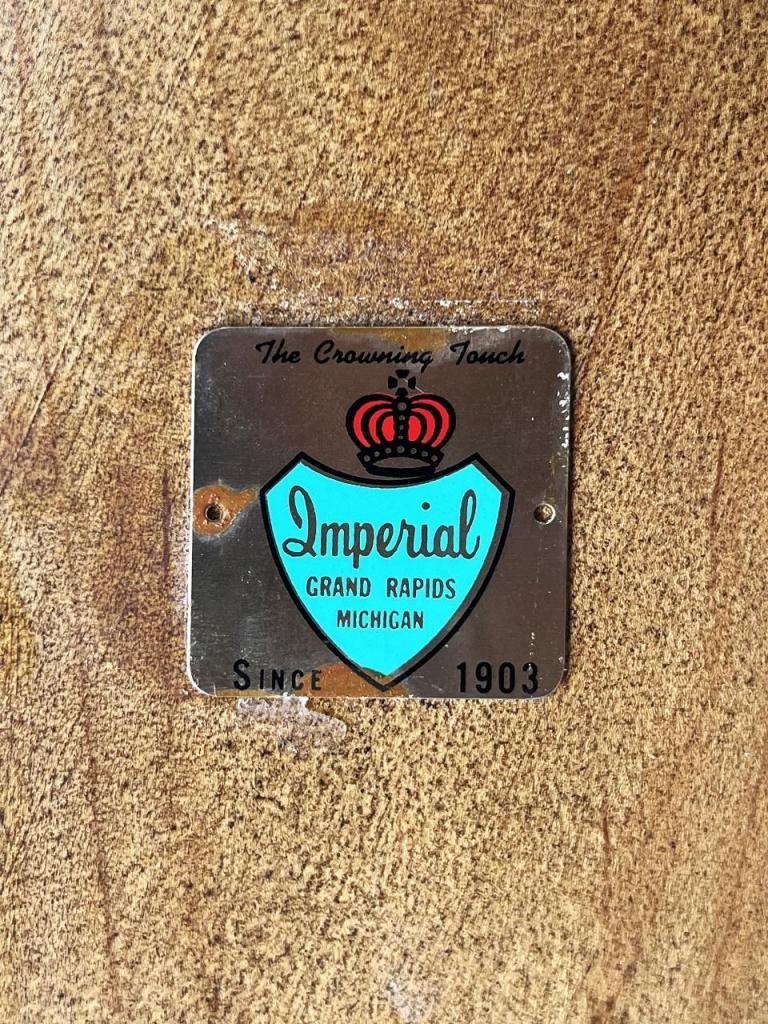 The Crowning Touch
Imperial
GRAND RAPIDS
MICHIGAN
SINCE 1903